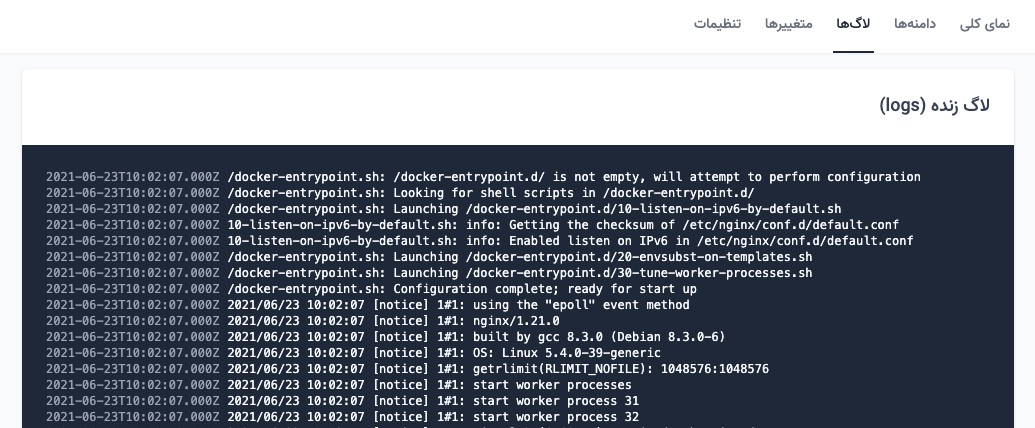 نمای کلی دامنه‌ها لاگ‌ها متغییرها تنظیمات
لاگ زنده (logs)
2021-06-23T10:02:07.000Z /docker-entrypoint.sh: /docker-entrypoint.d/ is not empty, will attempt to perform configuration
2021-06-23T10:02:07.000Z /docker-entrypoint.sh: Looking for shell scripts in /docker-entrypoint.d/
2021-06-23T10:02:07.000Z /docker-entrypoint.sh: Launching /docker-entrypoint.d/10-listen-on-ipv6-by-default.sh
2021-06-23T10:02:07.000Z 10-listen-on-ipv6-by-default.sh: info: Getting the checksum of /etc/nginx/conf.d/default.conf
2021-06-23T10:02:07.000Z 10-listen-on-ipv6-by-default.sh: info: Enabled listen on IPv6 in /etc/nginx/conf.d/default.conf
2021-06-23T10:02:07.000Z /docker-entrypoint.sh: Launching /docker-entrypoint.d/20-envsubst-on-templates.sh
2021-06-23T10:02:07.000Z /docker-entrypoint.sh: Launching /docker-entrypoint.d/30-tune-worker-processes.sh
2021-06-23T10:02:07.000Z /docker-entrypoint.sh: Configuration complete; ready for start up
2021-06-23T10:02:07.000Z 2021/06/23 10:02:07 [notice] 1#1: using the "epoll" event method
2021-06-23T10:02:07.000Z 2021/06/23 10:02:07 [notice] 1#1: nginx/1.21.0
2021-06-23T10:02:07.000Z 2021/06/23 10:02:07 [notice] 1#1: built by gcc 8.3.0 (Debian 8.3.0-6)
2021-06-23T10:02:07.000Z 2021/06/23 10:02:07 [notice] 1#1: OS: Linux 5.4.0-39-generic
2021-06-23T10:02:07.000Z 2021/06/23 10:02:07 [notice] 1#1: getrlimit(RLIMIT_NOFILE): 1048576:1048576
2021-06-23T10:02:07.000Z 2021/06/23 10:02:07 [notice] 1#1: start worker processes
2021-06-23T10:02:07.000Z 2021/06/23 10:02:07 [notice] 1#1: start worker process 31
2021-06-23T10:02:07.000Z 2021/06/23 10:02:07 [notice] 1#1: start worker process 32